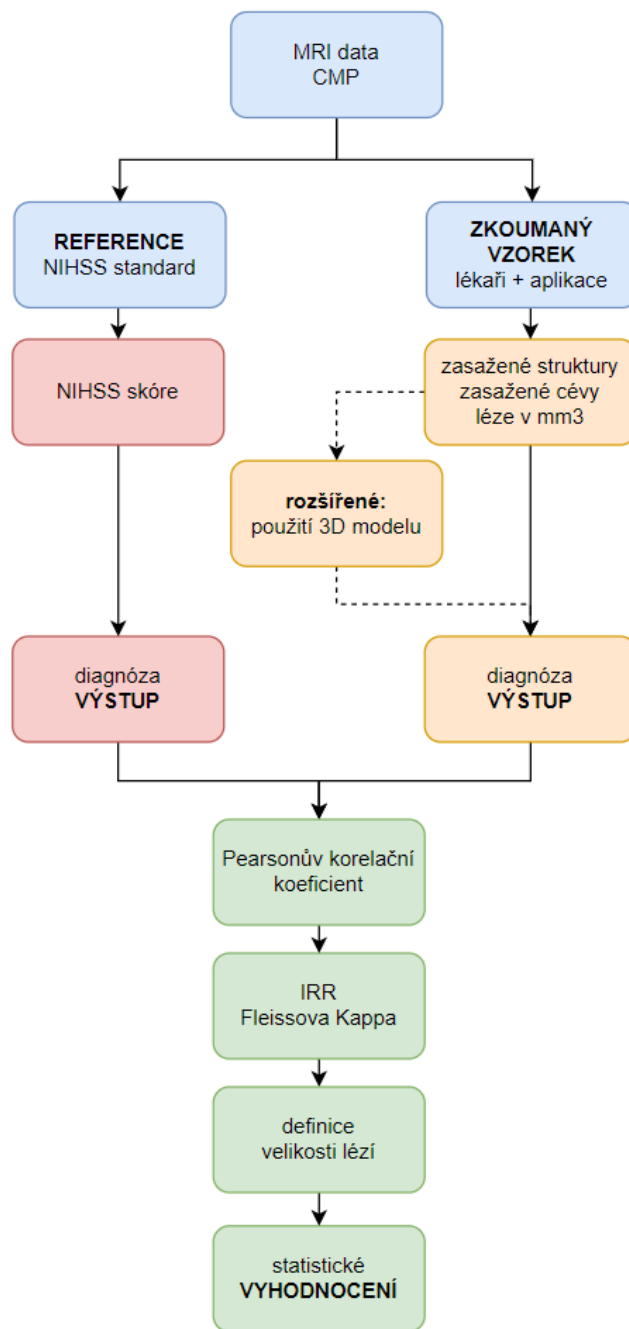 MRI data
CMP
REFERENCE
NIHSS standard
ZKOUMANÝ
VZOREK
lékaři + aplikace
NIHSS skóre
zasažené struktury
zasažené cévy
léze v mm3
rozšířené:
použití 3D modelu
diagnóza
VÝSTUP
diagnóza
VÝSTUP
Pearsonův korelační
koeficient
IRR
Fleissova Kappa
definice
velikosti lézí
statistické
VYHODNOCENÍ